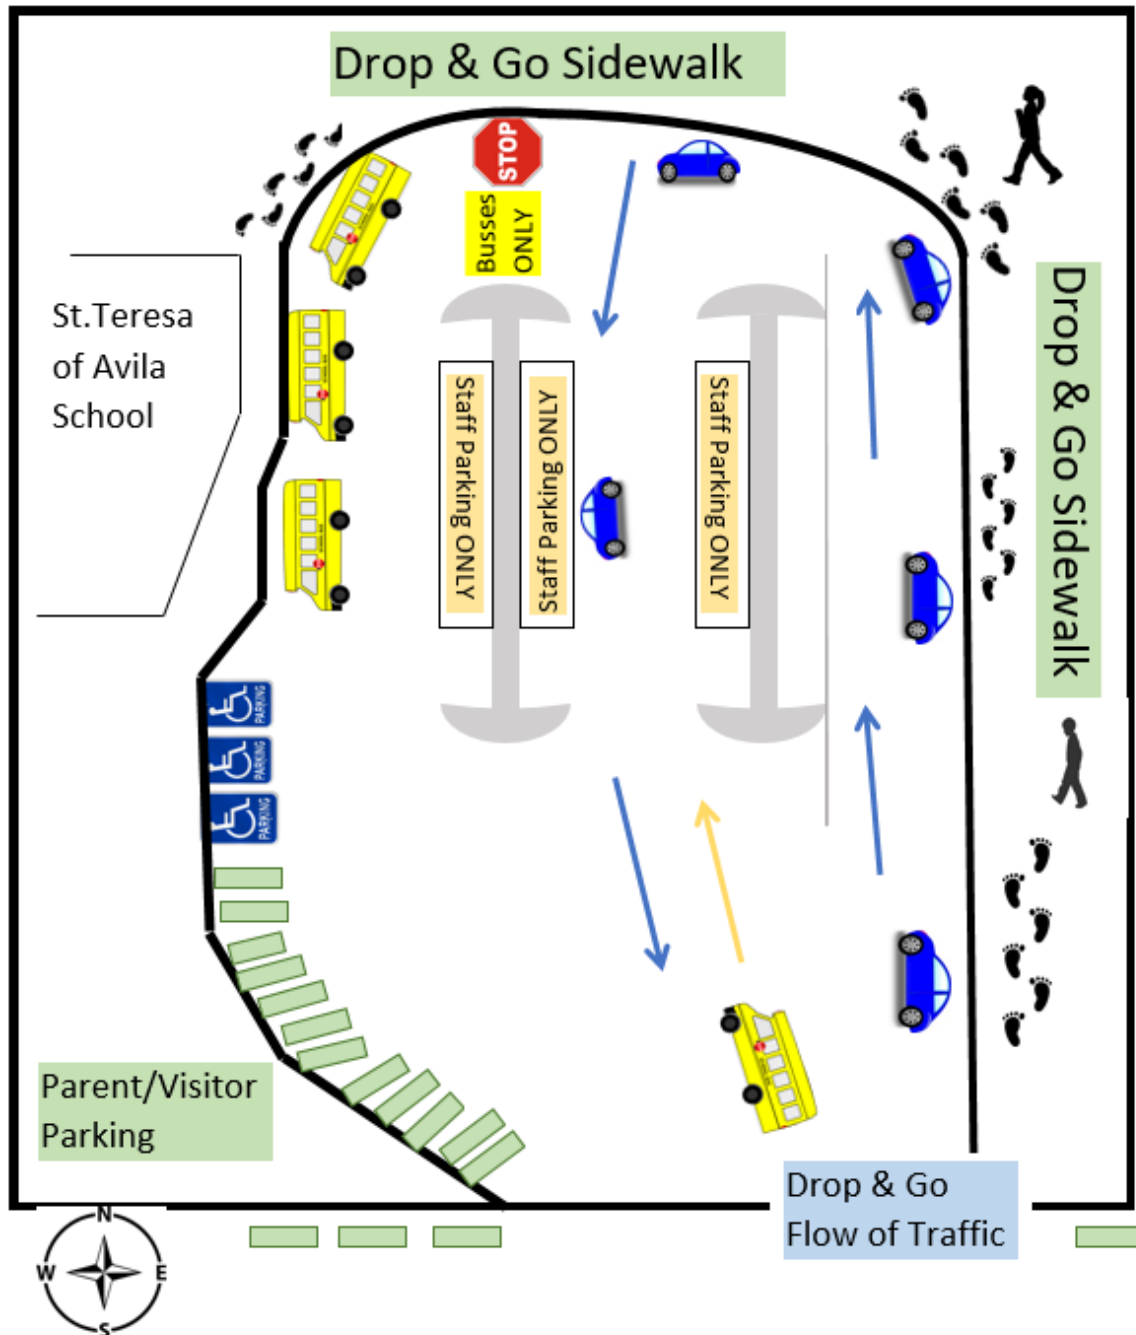 Drop & Go Sidewalk
STOP
Busses
ONLY
St.Teresa
of Avila
School
Staff Parking ONLY
Staff Parking ONLY
Staff Parking ONLY
Drop & Go Sidewalk
PARKING
PARKING
PARKING
Parent/Visitor
Parking
Drop & Go
Flow of Traffic
N
W
E
S